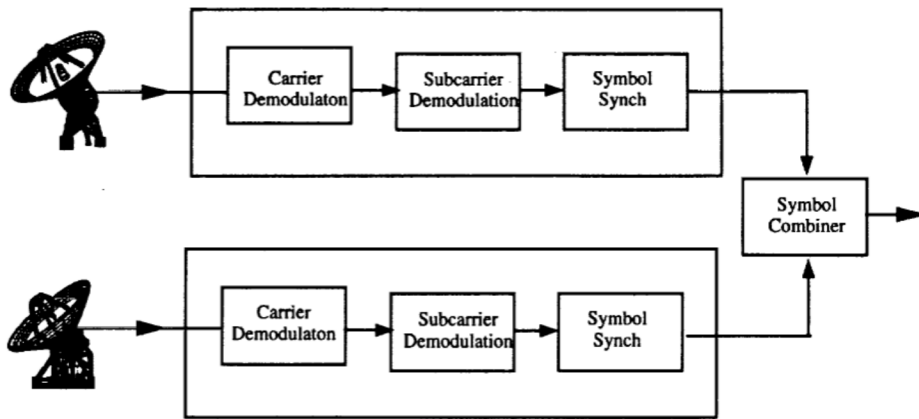 Carrier
Demodulaton
Subcarrier
Demodulation
Symbol
Synch
Symbol
Combiner
Carrier
Demodulaton
Subcarrier
Demodulation
Symbol
Synch